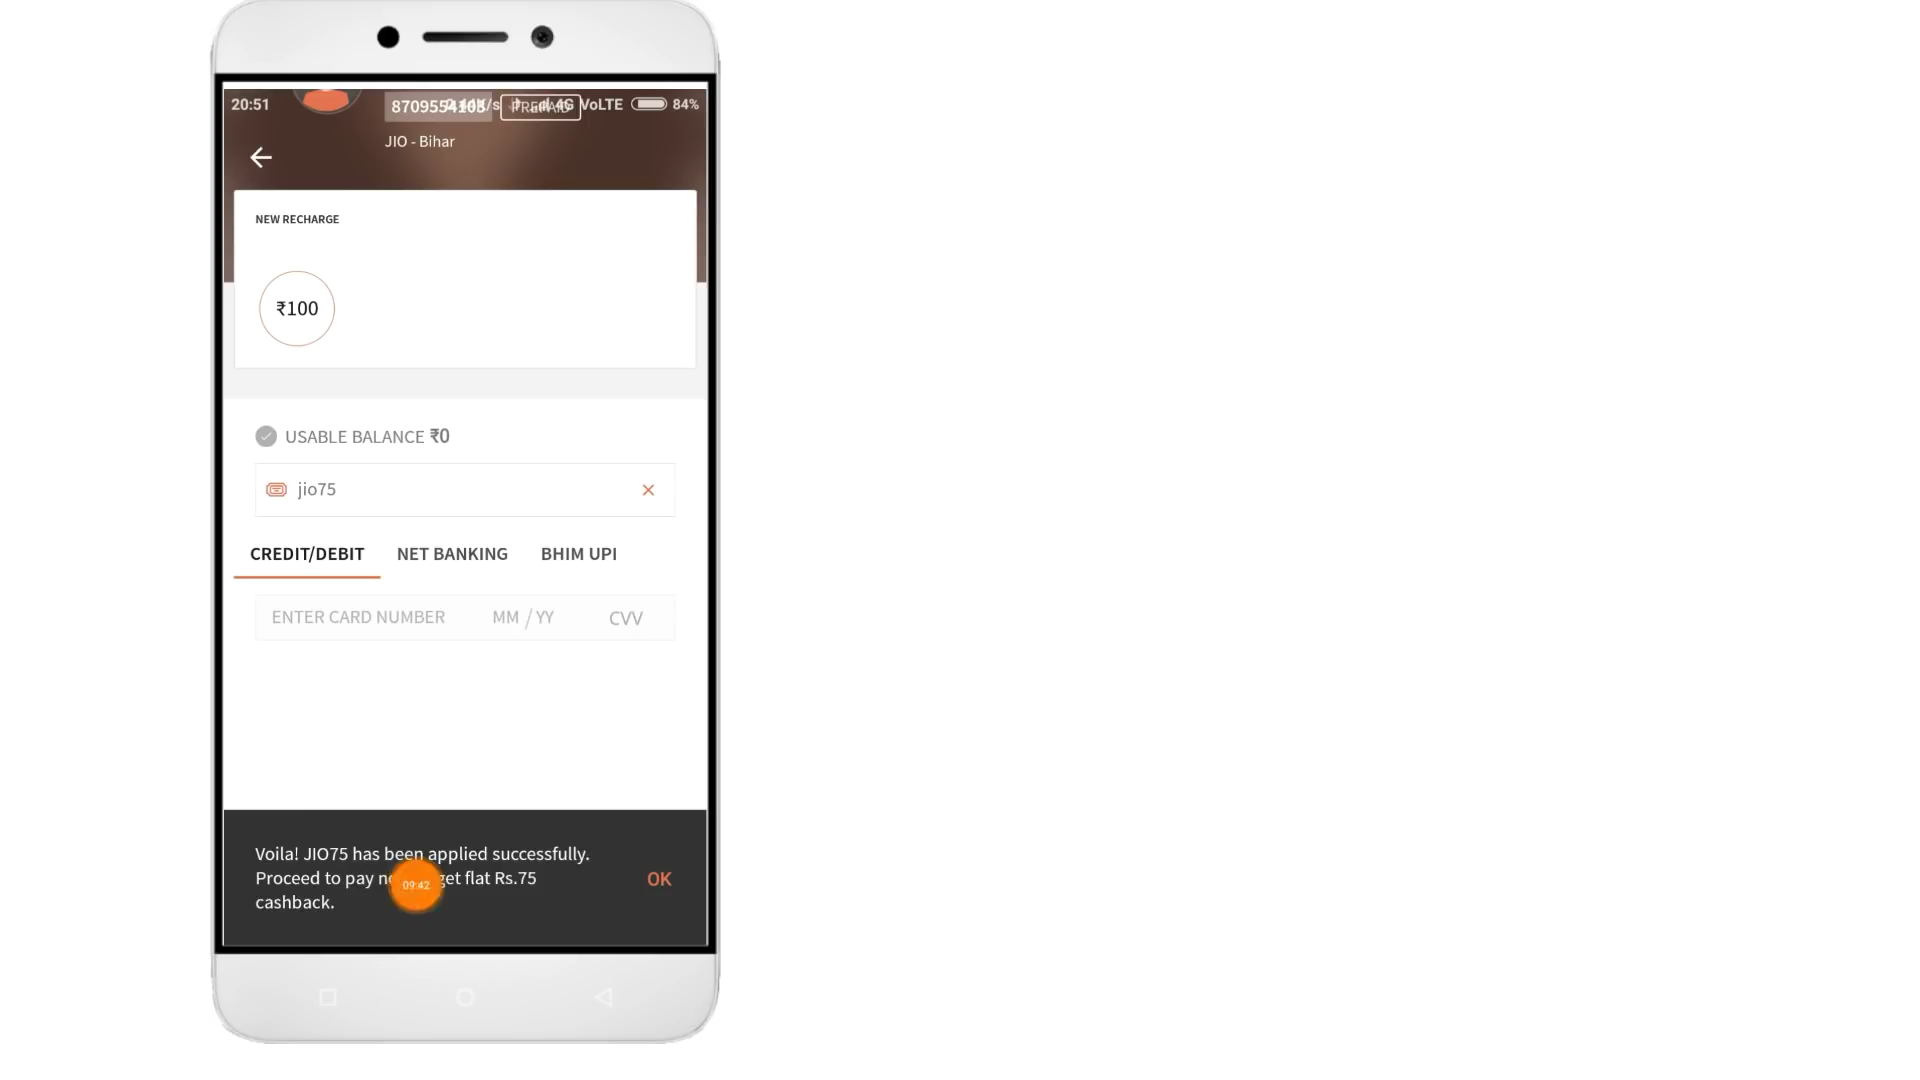 20:51
PREPAID
4G VoLTE
84%
JIO - Bihar
NEW RECHARGE
₹100
USABLE BALANCE ₹0
jio75
CREDIT/DEBIT
NET BANKING
BHIM UPI
ENTER CARD NUMBER
MM / YY
CVV
Voila! JIO75 has been applied successfully.
Proceed to pay get flat Rs.75
cashback.
09:42
OK